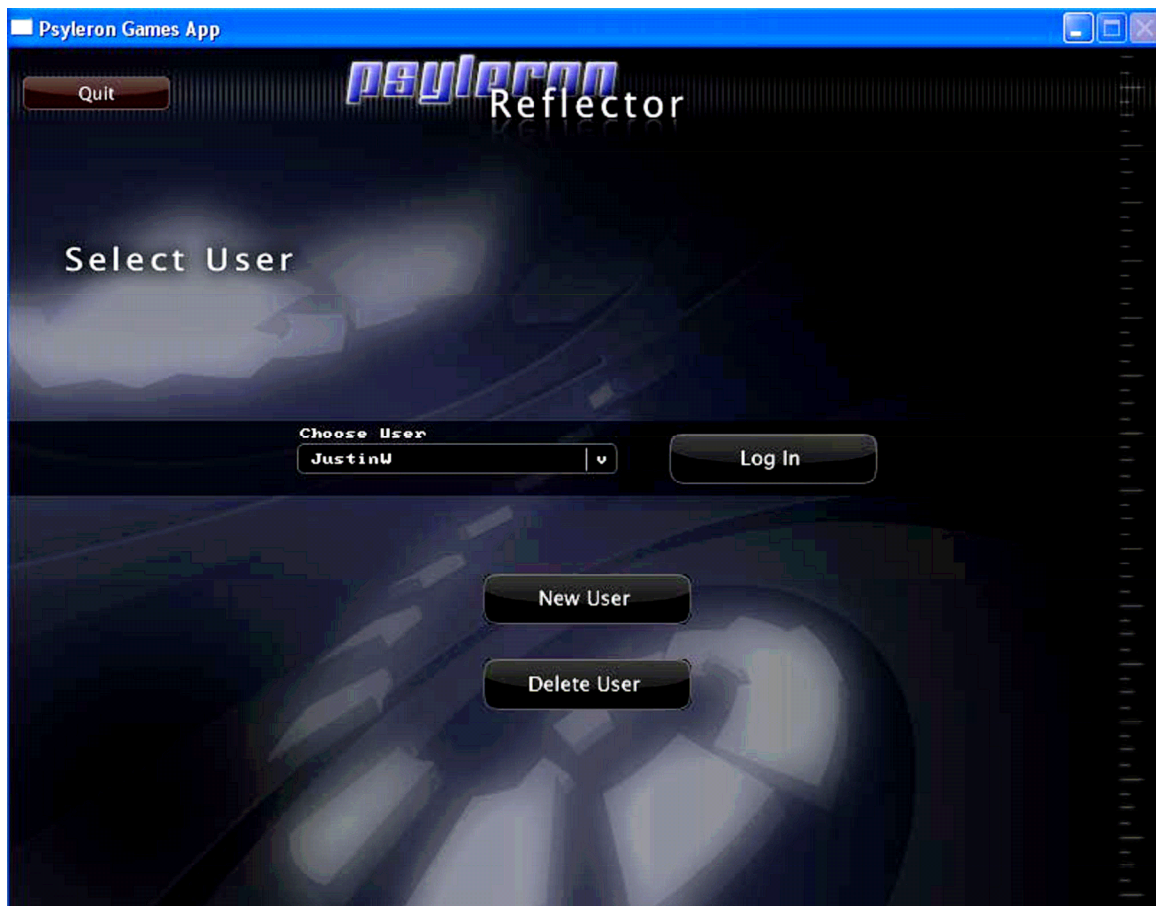 Psyleron Games App
Quit
psyleron
Reflector
Select User
Choose User
JustinW
v
Log In
New User
Delete User